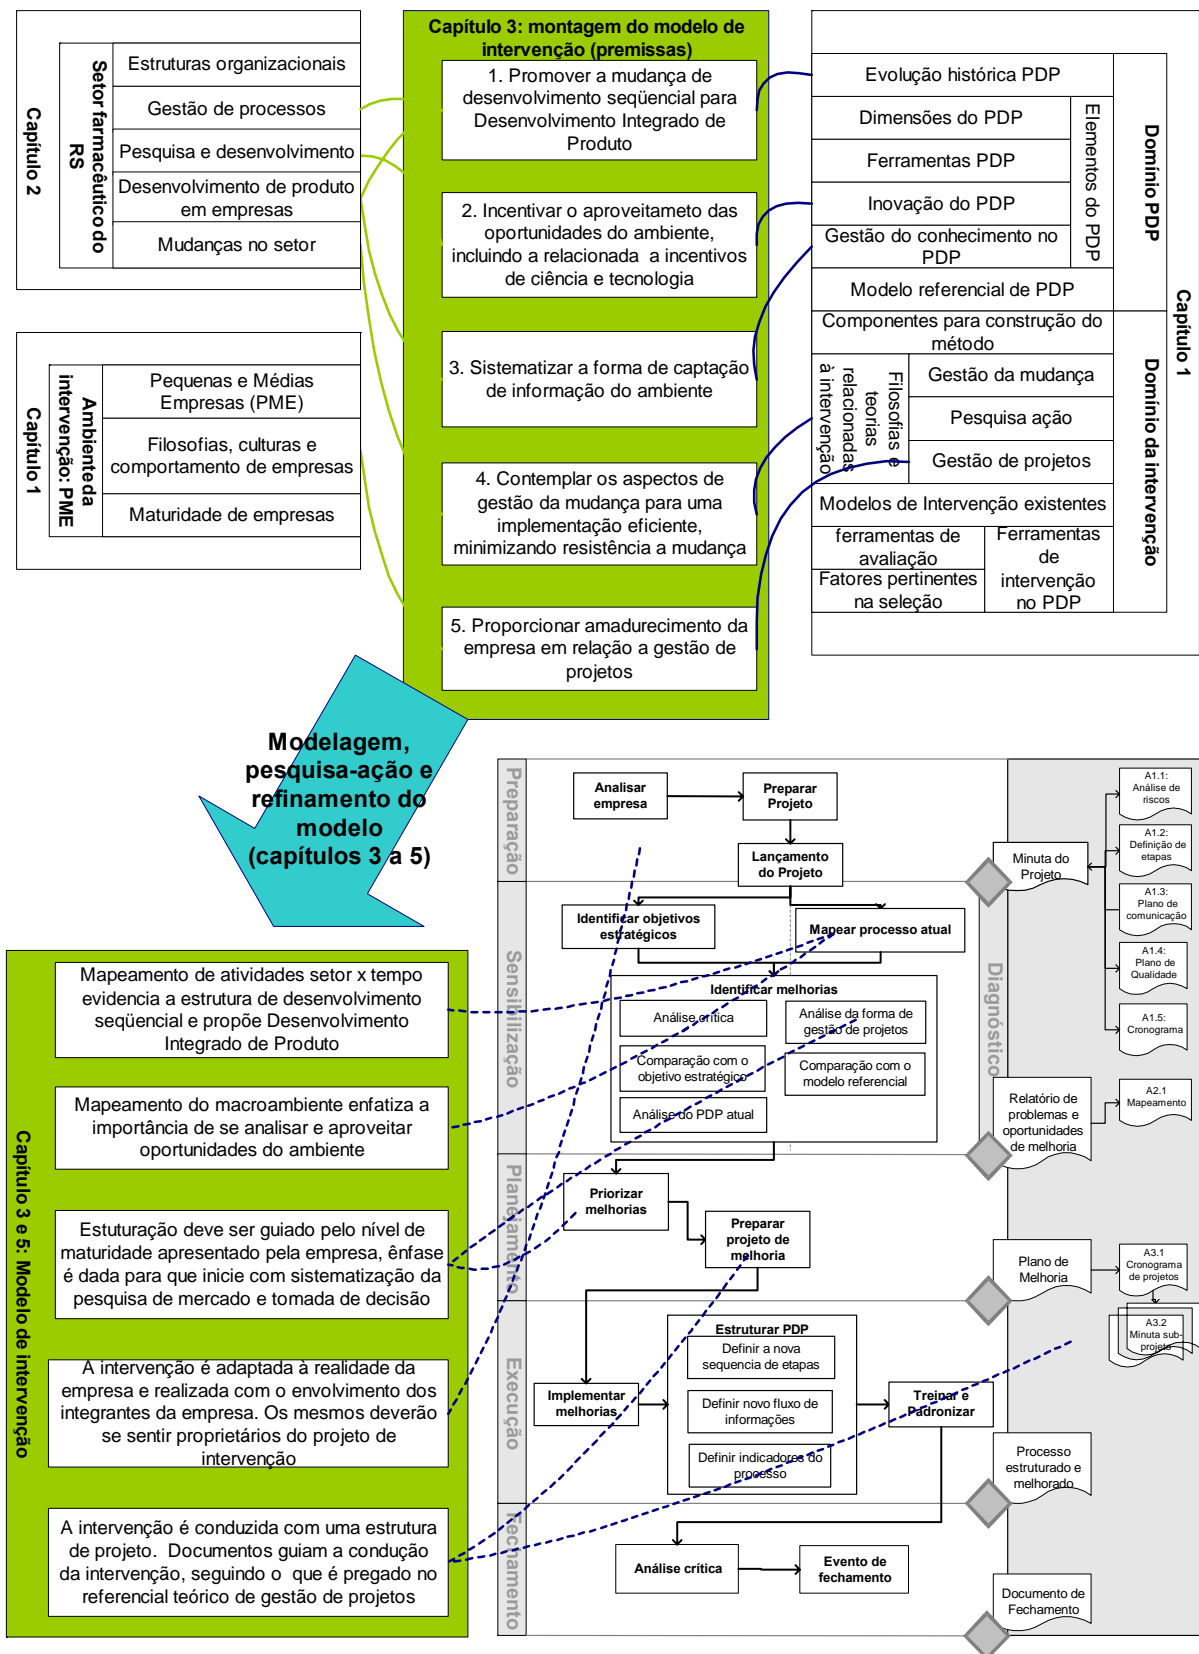 Capítulo 2
Setor farmacêutico do
RS
Estruturas organizacionais
Gestão de processos
Pesquisa e desenvolvimento
Desenvolvimento de produto
em empresas
Mudanças no setor
Capítulo 1
Ambiente da
intervenção: PME
Pequenas e Médias
Empresas (PME)
Filosofias, culturas e
comportamento de empresas
Maturidade de empresas
Capítulo 3: montagem do modelo de
intervenção (premissas)
1. Promover a mudança de
desenvolvimento seqüencial para
Desenvolvimento Integrado de
Produto
2. Incentivar o aproveitameto das
oportunidades do ambiente,
incluindo a relacionada a incentivos
de ciência e tecnologia
3. Sistematizar a forma de captação
de informação do ambiente
4. Contemplar os aspectos de
gestão da mudança para uma
implementação eficiente,
minimizando resistência a mudança
5. Proporcionar amadurecimento da
empresa em relação a gestão de
projetos
Evolução histórica PDP
Dimensões do PDP
Ferramentas PDP
Inovação do PDP
Gestão do conhecimento no
PDP
Elementos do PDP
Modelo referencial de PDP
Domínio PDP
Componentes para construção do
método
Filosofias e
teorias
relacionadas
à intervenção
Gestão da mudança
Pesquisa ação
Gestão de projetos
Modelos de Intervenção existentes
ferramentas de
avaliação
Fatores pertinentes
na seleção
Ferramentas
de
intervenção
no PDP
Domínio da intervenção
Capítulo 1
Modelagem,
pesquisa-ação e
refinamento do
modelo
(capítulos 3 a 5)
Capítulo 3 e 5: Modelo de intervenção
Mapeamento de atividades setor x tempo
evidencia a estrutura de desenvolvimento
seqüencial e propõe Desenvolvimento
Integrado de Produto
Mapeamento do macroambiente enfatiza a
importância de se analisar e aproveitar
oportunidades do ambiente
Estuturação deve ser guiado pelo nível de
maturidade apresentado pela empresa, ênfase
é dada para que inicie com sistematização da
pesquisa de mercado e tomada de decisão
A intervenção é adaptada à realidade da
empresa e realizada com o envolvimento dos
integrantes da empresa. Os mesmos deverão
se sentir proprietários do projeto de
intervenção
A intervenção é conduzida com uma estrutura
de projeto. Documentos guiam a condução
da intervenção, seguindo o que é pregado no
referencial teórico de gestão de projetos
Preparação
Analisar
empresa
Preparar
Projeto
Lançamento
do Projeto
Sensibilização
Identificar objetivos
estratégicos
Mapear processo atual
Identificar melhorias
Análise crítica
Análise da forma de
gestão de projetos
Comparação com o
objetivo estratégico
Comparação com o
modelo referencial
Análise do PDP atual
Planejamento
Priorizar
melhorias
Preparar
projeto de
melhoria
Execução
Implementar
melhorias
Estruturar PDP
Definir a nova
sequencia de etapas
Definir novo fluxo de
informações
Definir indicadores do
processo
Treinar e
Padronizar
Fechamento
Análise crítica
Evento de
fechamento
Diagnóstico
Minuta do
Projeto
A1.1:
Análise de
riscos
A1.2:
Definição de
etapas
A1.3:
Plano de
comunicação
A1.4:
Plano de
Qualidade
A1.5:
Cronograma
Relatório de
problemas e
oportunidades
de melhoria
A2.1
Mapeamento
Plano de
Melhoria
A3.1
Cronograma
de projetos
A3.2
Minuta sub-
projeto
Processo
estruturado e
melhorado
Documento de
Fechamento